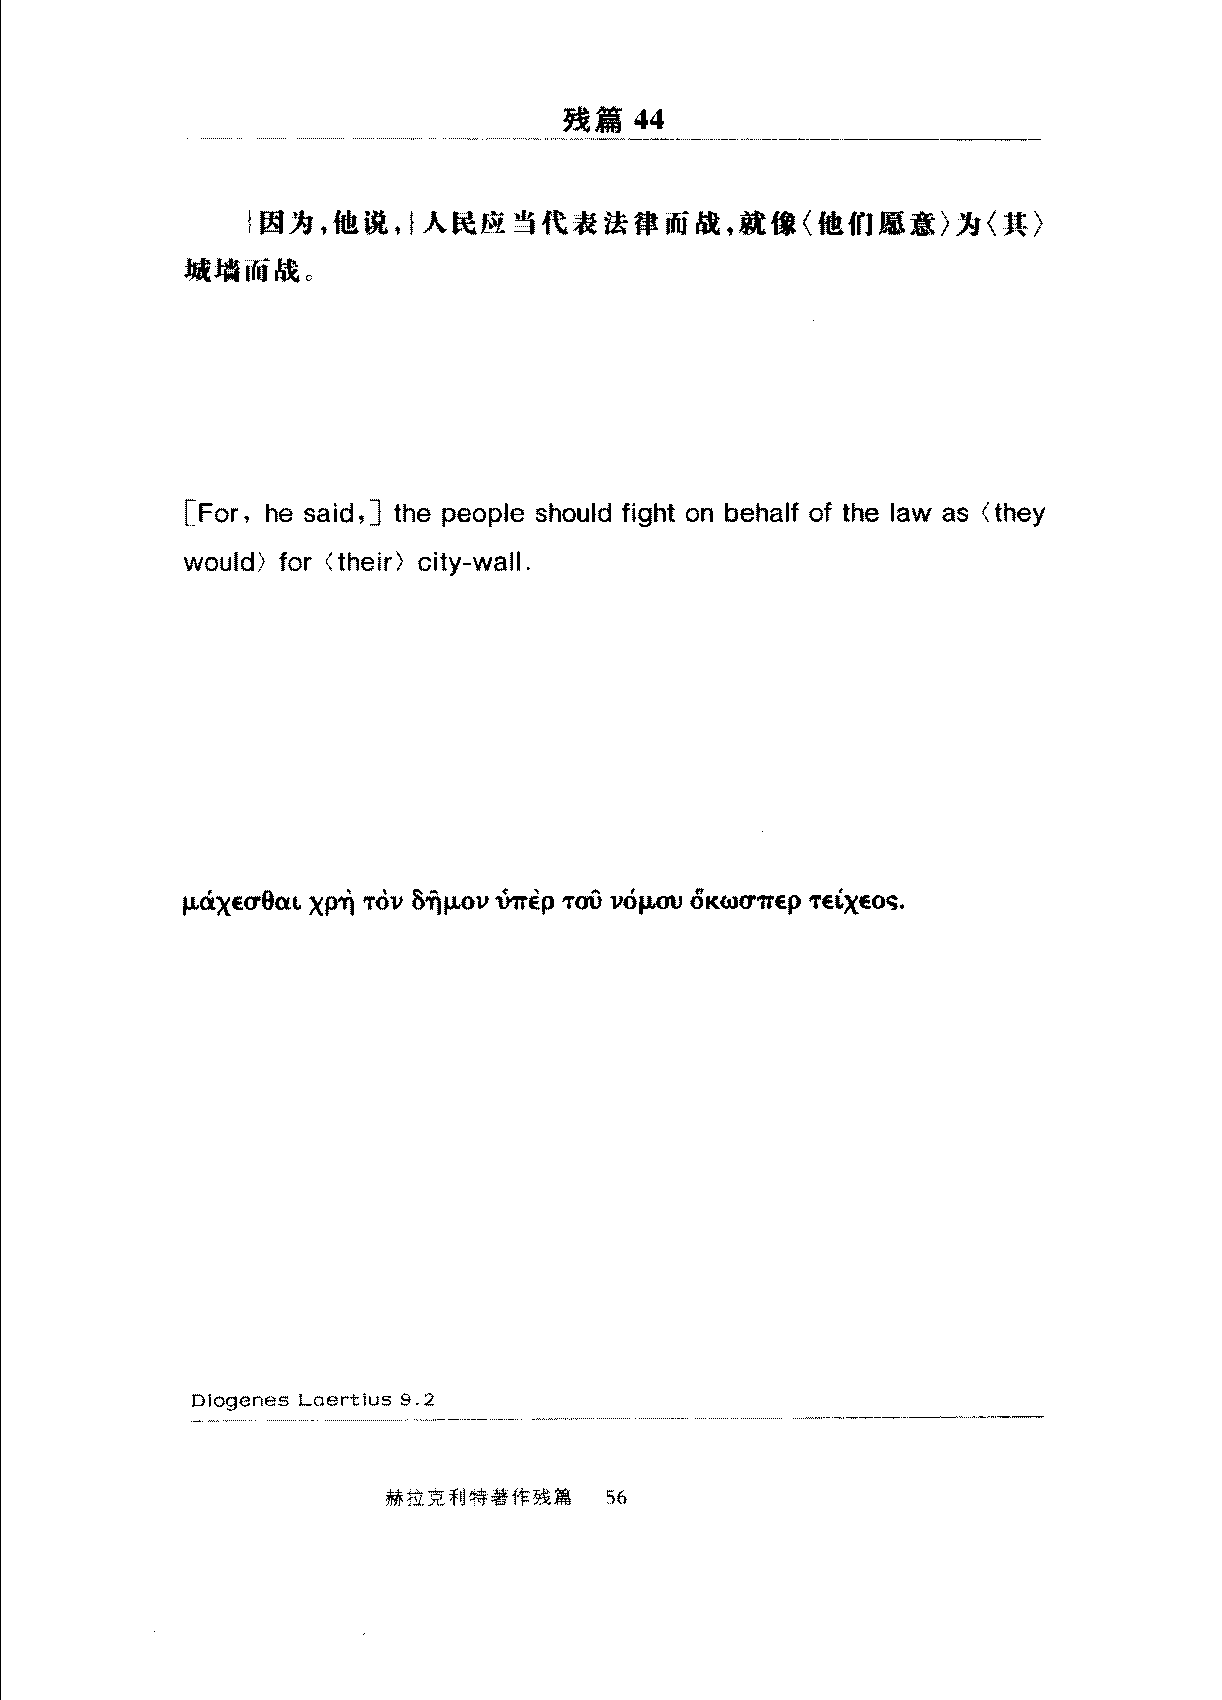 残篇 44
{因为,他说,}人民应当代表法律而战,就像〈他们愿意〉为〈其〉
城墙而战。
[For, he said,] the people should fight on behalf of the law as 〈they
would〉 for 〈their〉 city-wall.
μάχεσθαι χρὴ τὸν δῆμον ὑπὲρ τοῦ νόμου ὅκωσπερ τείχεος.
Diogenes Laertius 9.2
赫拉克利特著作残篇 56